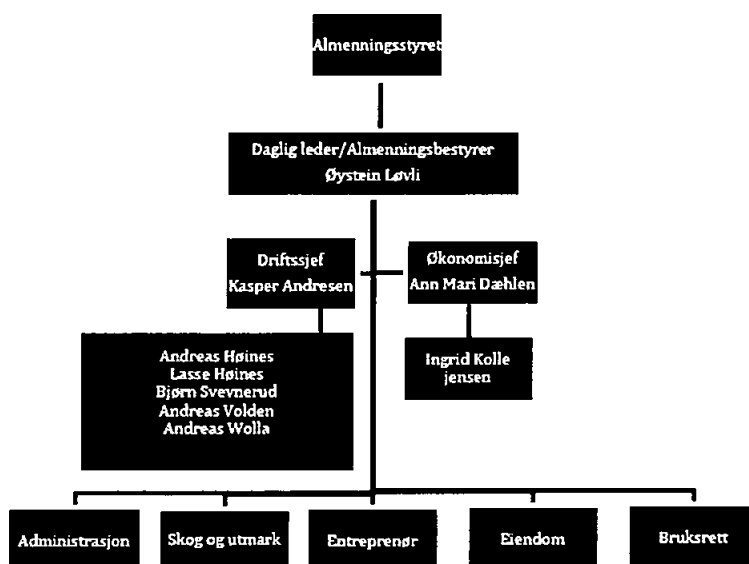 Almenningsstyret
Daglig leder/Almenningsbestyrer
Øystein Løvli
Driftssjef
Kasper Andresen
Økonomisjef
Ann Mari Dæhlen
Andreas Høines
Lasse Høines
Bjørn Svevnerud
Andreas Volden
Andreas Wolla
Ingrid Kolle
jensen
Administrasjon
Skog og utmark
Entreprenør
Eiendom
Bruksrett